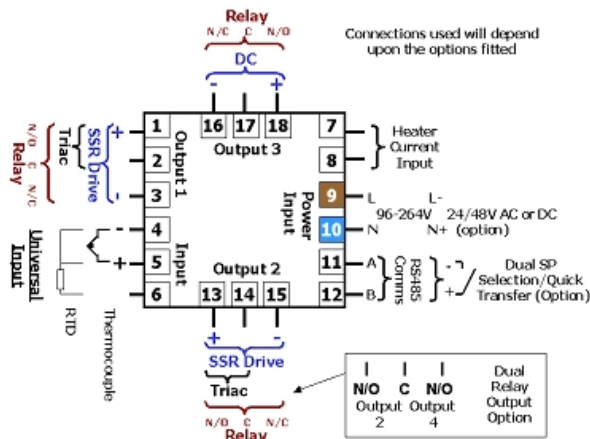 Relay
N/C C N/O
DC
- +
Connections used will depend
upon the options fitted
16 17 18
Output 3
1
2
3
4
5
6
Output 1
Input
+
-
SSR Drive
Triac
N/O C N/C
Relay
-
+
Universal
Input
RTD
Thermocouple
7
8
9
10
11
12
Power
Input
Heater
Current
Input
L L-
96-264V 24/48V AC or DC
N N+ (option)
A
B
RS485
Comms
-
+
Dual SP
Selection/Quick
Transfer (Option)
Output 2
13 14 15
+ -
SSR Drive
Triac
N/O C N/C
Relay
N/O C N/O
Output Output
2 4
Dual
Relay
Output
Option